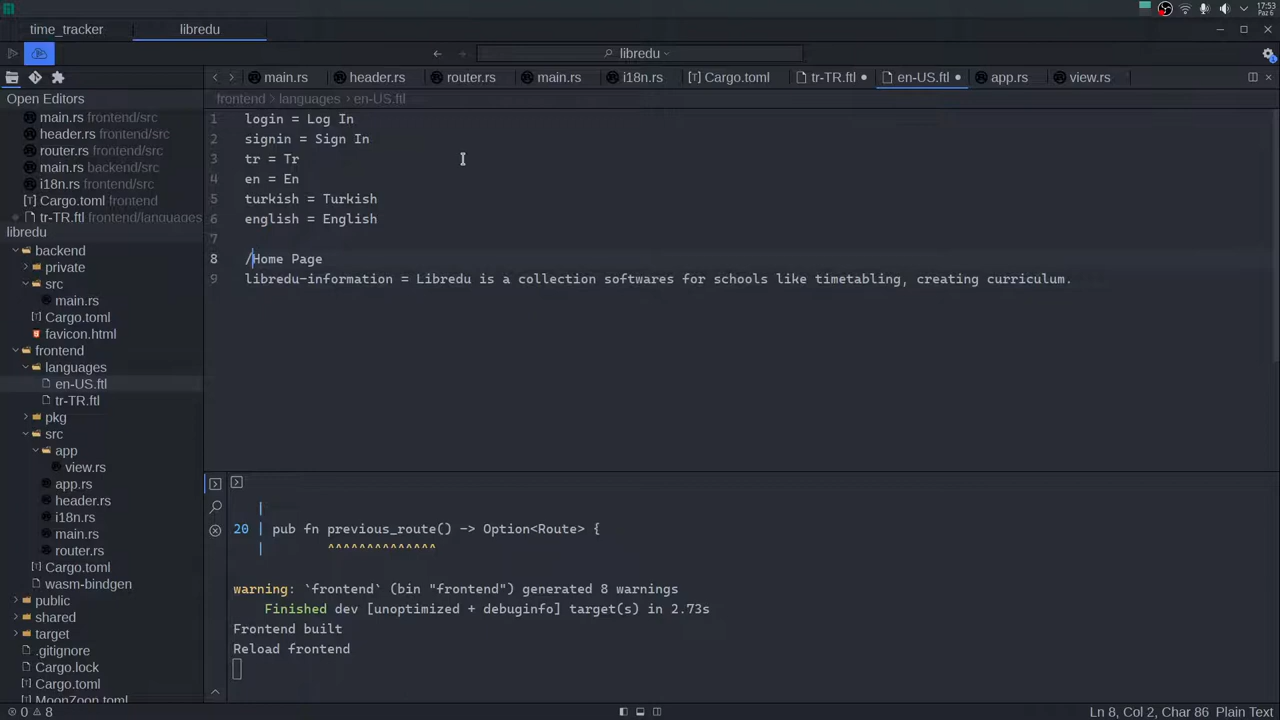 17:53
Paz 6
time_tracker
libredu
libredu
main.rs
header.rs
router.rs
main.rs
i18n.rs
[T] Cargo.toml
tr-TR.ftl
en-US.ftl
app.rs
view.rs
Open Editors
main.rs frontend/src
header.rs frontend/src
router.rs frontend/src
main.rs backend/src
i18n.rs frontend/src
[T] Cargo.toml frontend
tr-TR.ftl frontend/languages
libredu
backend
private
src
main.rs
Cargo.toml
favicon.html
frontend
languages
en-US.ftl
tr-TR.ftl
pkg
src
app
view.rs
app.rs
header.rs
i18n.rs
main.rs
router.rs
Cargo.toml
wasm-bindgen
public
shared
target
.gitignore
Cargo.lock
Cargo.toml
MoonZoon.toml
frontend > languages > en-US.ftl
1 login = Log In
2 signin = Sign In
3 tr = Tr
4 en = En
5 turkish = Turkish
6 english = English
7
8 /Home Page
9 libredu-information = Libredu is a collection softwares for schools like timetabling, creating curriculum.
|
20 | pub fn previous_route() -> Option<Route> {
| ^^^^^^^^^^^^^^
warning: `frontend` (bin "frontend") generated 8 warnings
Finished dev [unoptimized + debuginfo] target(s) in 2.73s
Frontend built
Reload frontend
0 8
Ln 8, Col 2, Char 86 Plain Text